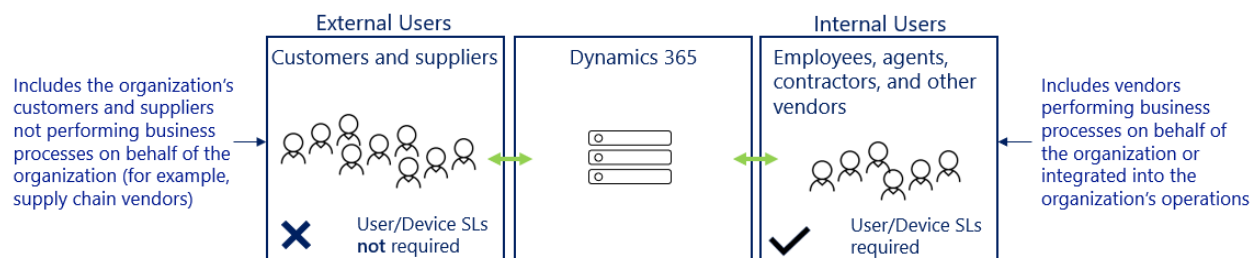 External Users
Internal Users
Includes the organization's
customers and suppliers
not performing business
processes on behalf of the
organization (for example,
supply chain vendors)
Customers and suppliers
User/Device SLs
not required
Dynamics 365
Employees, agents,
contractors, and other
vendors
User/Device SLs
required
Includes vendors
performing business
processes on behalf of
the organization or
integrated into the
organization's operations